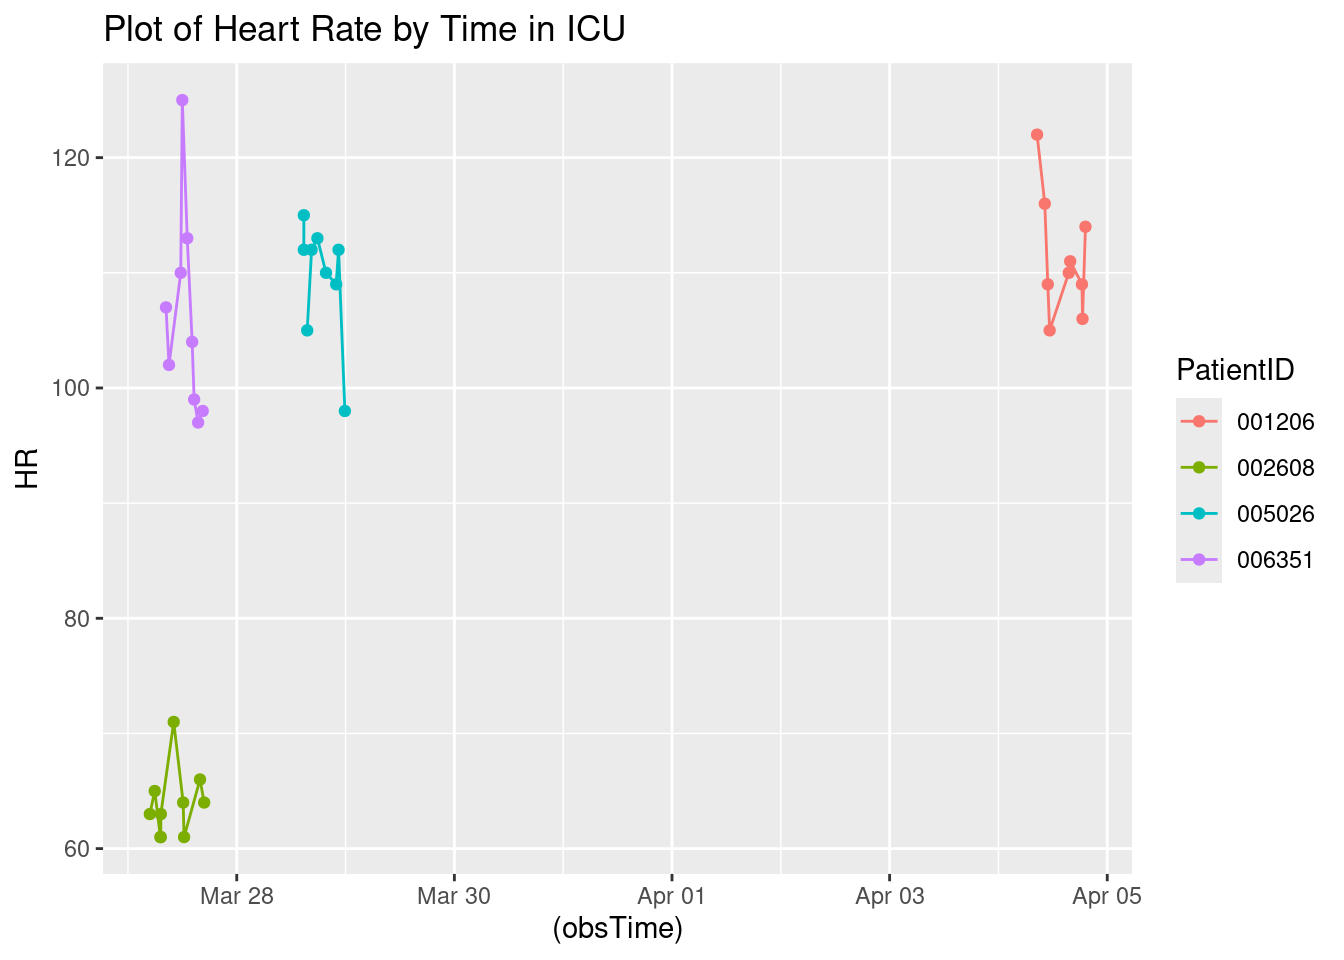 Plot of Heart Rate by Time in ICU
120
100
80
60
HR
Mar 28
Mar 30
Apr 01
Apr 03
Apr 05
(obsTime)
PatientID
001206
002608
005026
006351